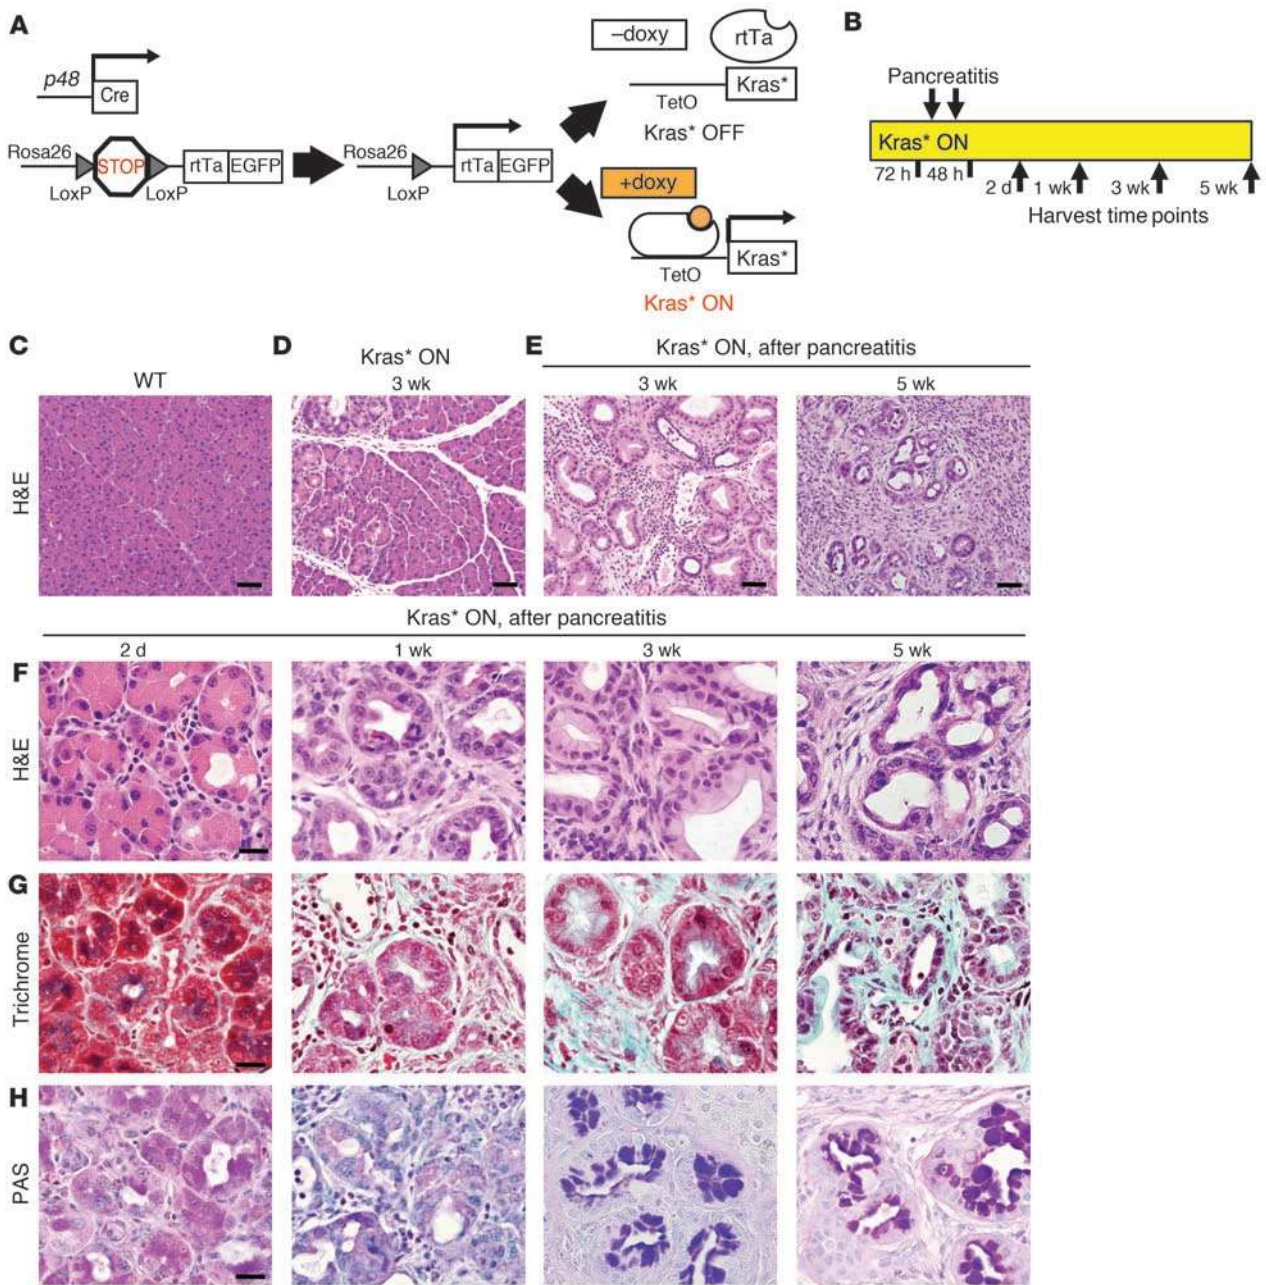 A
p48
Cre
Rosa26
STOP
LoxP
LoxP
rtTa
EGFP
Rosa26
LoxP
rtTa
EGFP
–doxy
rtTa
Kras*
TetO
Kras* OFF
+doxy
Kras*
TetO
Kras* ON
B
Pancreatitis
Kras* ON
72 h
48 h
2 d
1 wk
3 wk
5 wk
Harvest time points
C
WT
D
Kras* ON
3 wk
E
Kras* ON, after pancreatitis
3 wk
5 wk
H&E
Kras* ON, after pancreatitis
2 d
1 wk
3 wk
5 wk
F
H&E
G
Trichrome
H
PAS